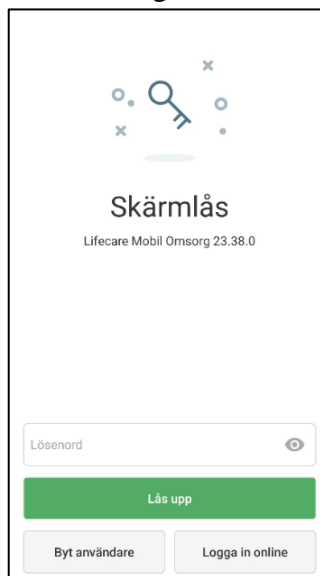 Skärmlås
Lifecare Mobil Omsorg 23.38.0
Lösenord
Lås upp
Byt användare
Logga in online